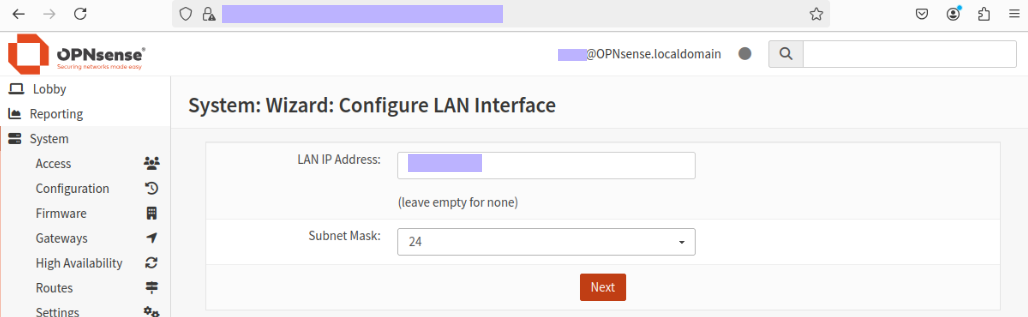 OPNsense®
Securing networks made easy
@OPNsense.localdomain
Lobby
Reporting
System
Access
Configuration
Firmware
Gateways
High Availability
Routes
Settings
System: Wizard: Configure LAN Interface
LAN IP Address:
(leave empty for none)
Subnet Mask:
24
Next